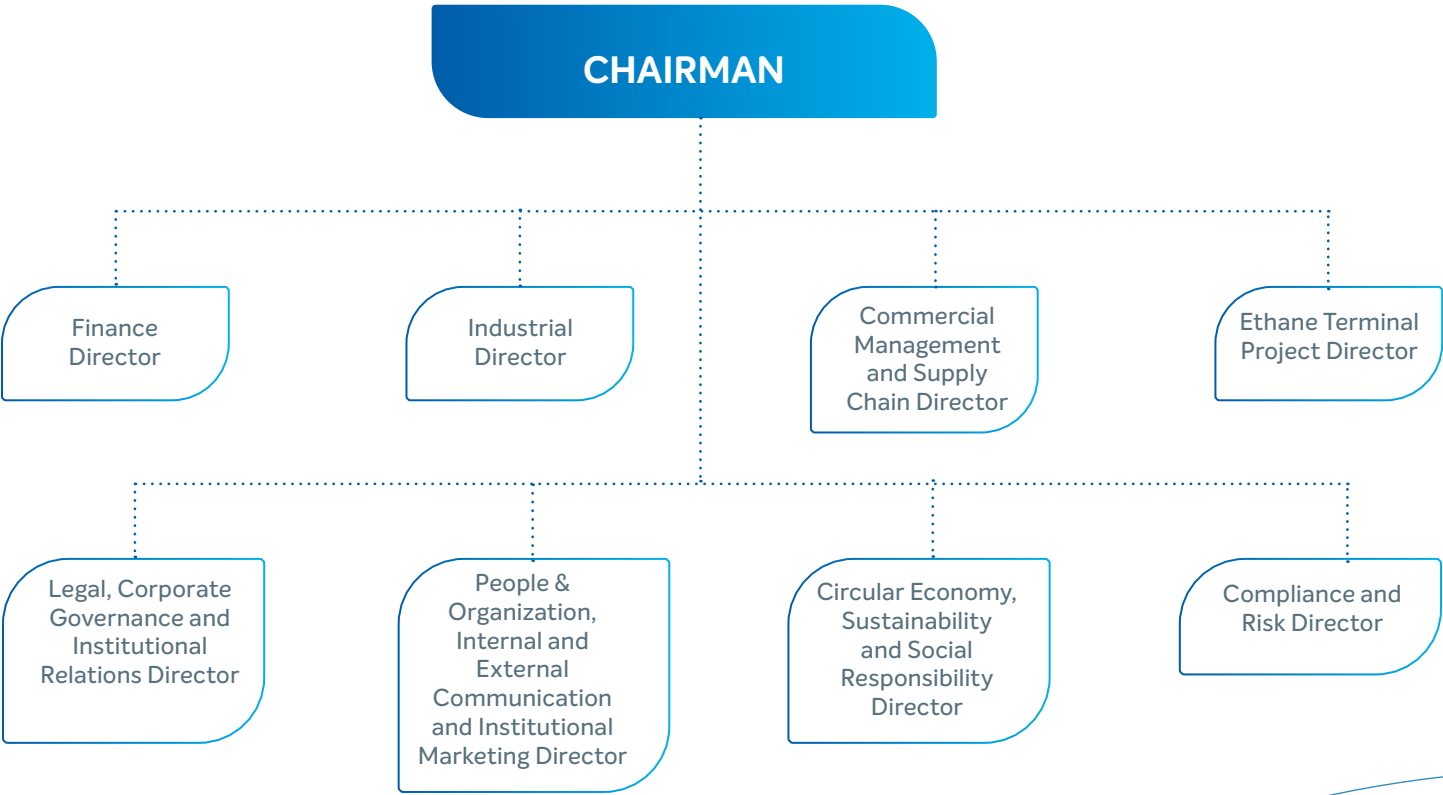 CHAIRMAN
Finance
Director
Industrial
Director
Commercial
Management
and Supply
Chain Director
Ethane Terminal
Project Director
Legal, Corporate
Governance and
Institutional
Relations Director
People &
Organization,
Internal and
External
Communication
and Institutional
Marketing Director
Circular Economy,
Sustainability
and Social
Responsibility
Director
Compliance and
Risk Director